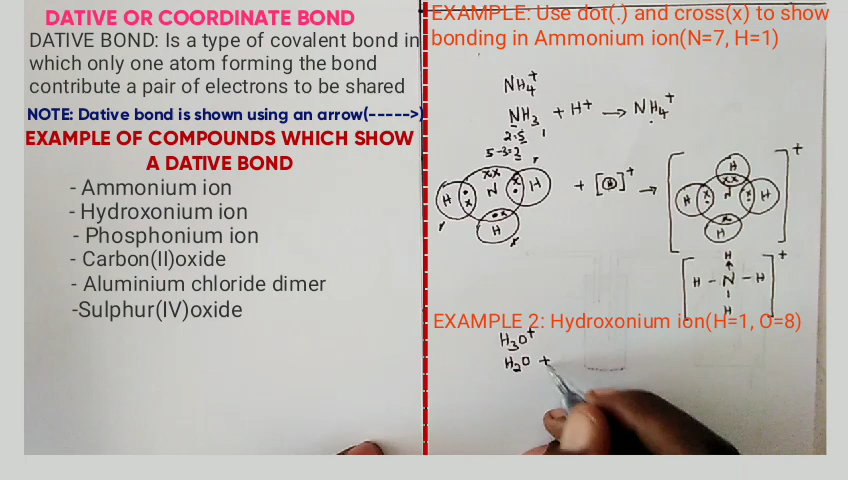 DATIVE OR COORDINATE BOND
DATIVE BOND: Is a type of covalent bond in
which only one atom forming the bond
contribute a pair of electrons to be shared
NOTE: Dative bond is shown using an arrow(----->)
EXAMPLE OF COMPOUNDS WHICH SHOW
A DATIVE BOND
- Ammonium ion
- Hydroxonium ion
- Phosphonium ion
- Carbon(II)oxide
- Aluminium chloride dimer
-Sulphur(IV)oxide
EXAMPLE: Use dot(.) and cross(x) to show
bonding in Ammonium ion(N=7, H=1)
NH₄⁺
NH₃ + H⁺ → NH₄⁺
2.5 1
5-3=2
H N H + [H]⁺ → [H N H]⁺
H
H
H
[H - N - H]⁺
H
H
EXAMPLE 2: Hydroxonium ion(H=1, O=8)
H₃O⁺
H₂O +